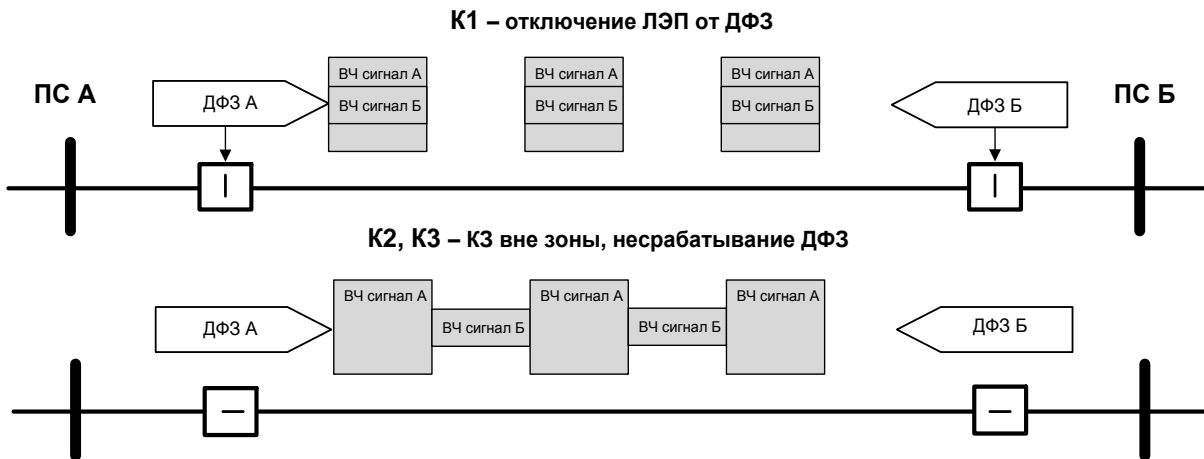 К1 – отключение ЛЭП от ДФЗ
ПС А
ДФЗ А
ВЧ сигнал А
ВЧ сигнал Б
ВЧ сигнал А
ВЧ сигнал Б
ВЧ сигнал А
ВЧ сигнал Б
ДФЗ Б
ПС Б
К2, К3 – КЗ вне зоны, несрабатывание ДФЗ
ДФЗ А
ВЧ сигнал А
ВЧ сигнал Б
ВЧ сигнал А
ВЧ сигнал Б
ВЧ сигнал А
ДФЗ Б